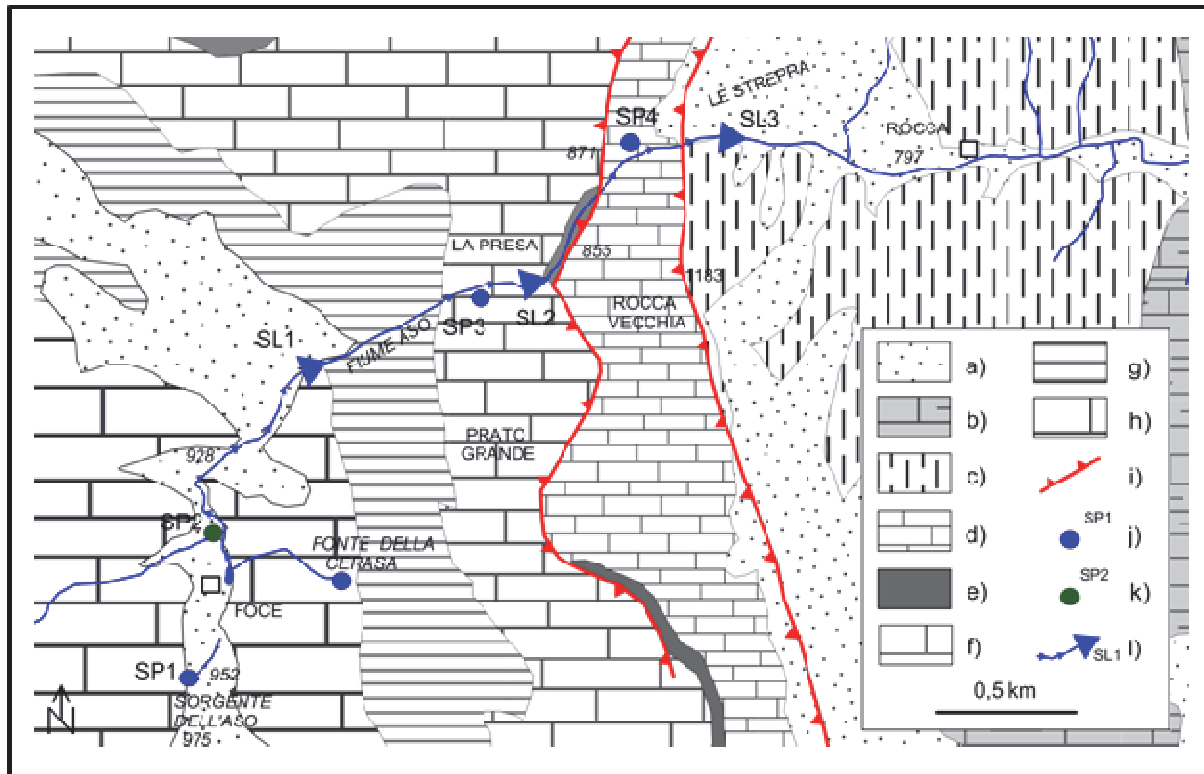 LE STREPRA
SP4
SL3
ROCCA
871
797
LA PRESA
855
1183
ROCCA
VECCHIA
SP3
SL2
FIUME ASO
SL1
PRATO
GRANDE
928
SP2
FONTE DELLA
CERASA
FOCE
SP1
952
SORGENTE
DELL'ASO
975
N
a)
b)
c)
d)
e)
f)
g)
h)
i)
SP1
j)
SP2
k)
SL1
l)
0,5 km